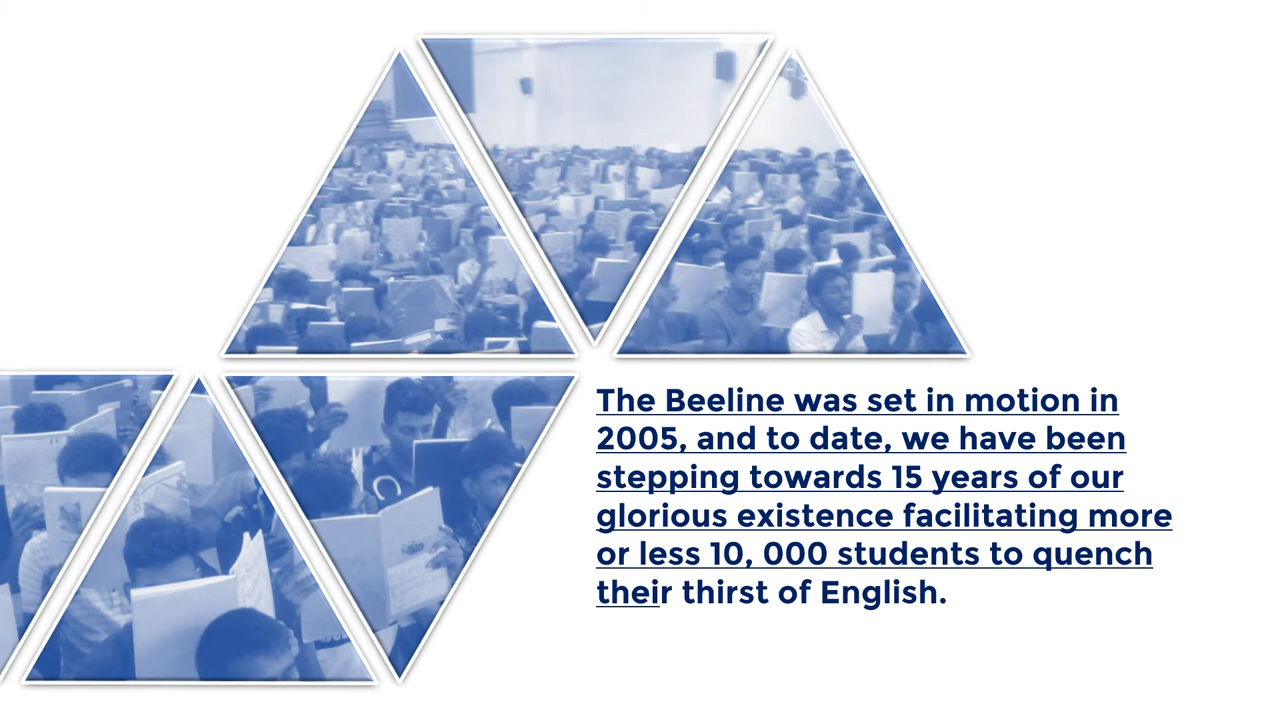 The Beeline was set in motion in
2005, and to date, we have been
stepping towards 15 years of our
glorious existence facilitating more
or less 10, 000 students to quench
their thirst of English.